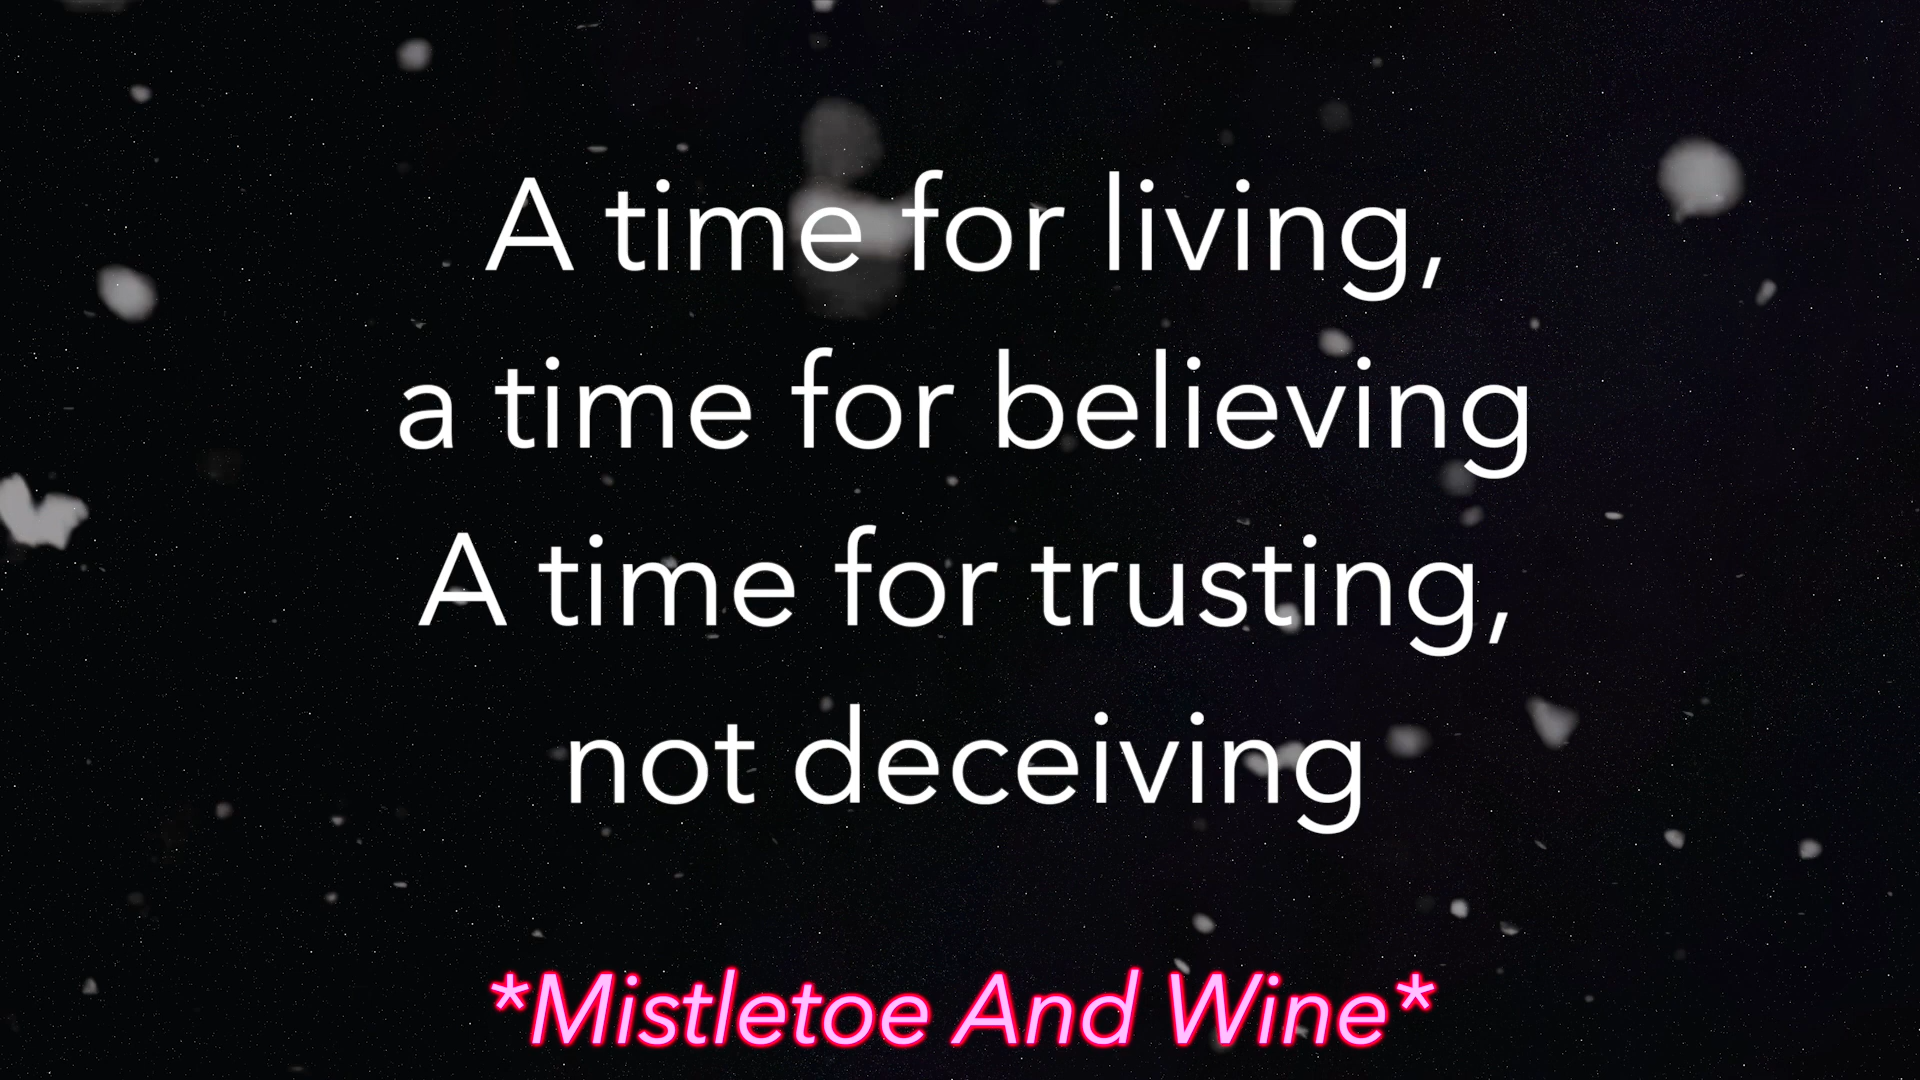 A time for living,
a time for believing
A time for trusting,
not deceiving
*Mistletoe And Wine*